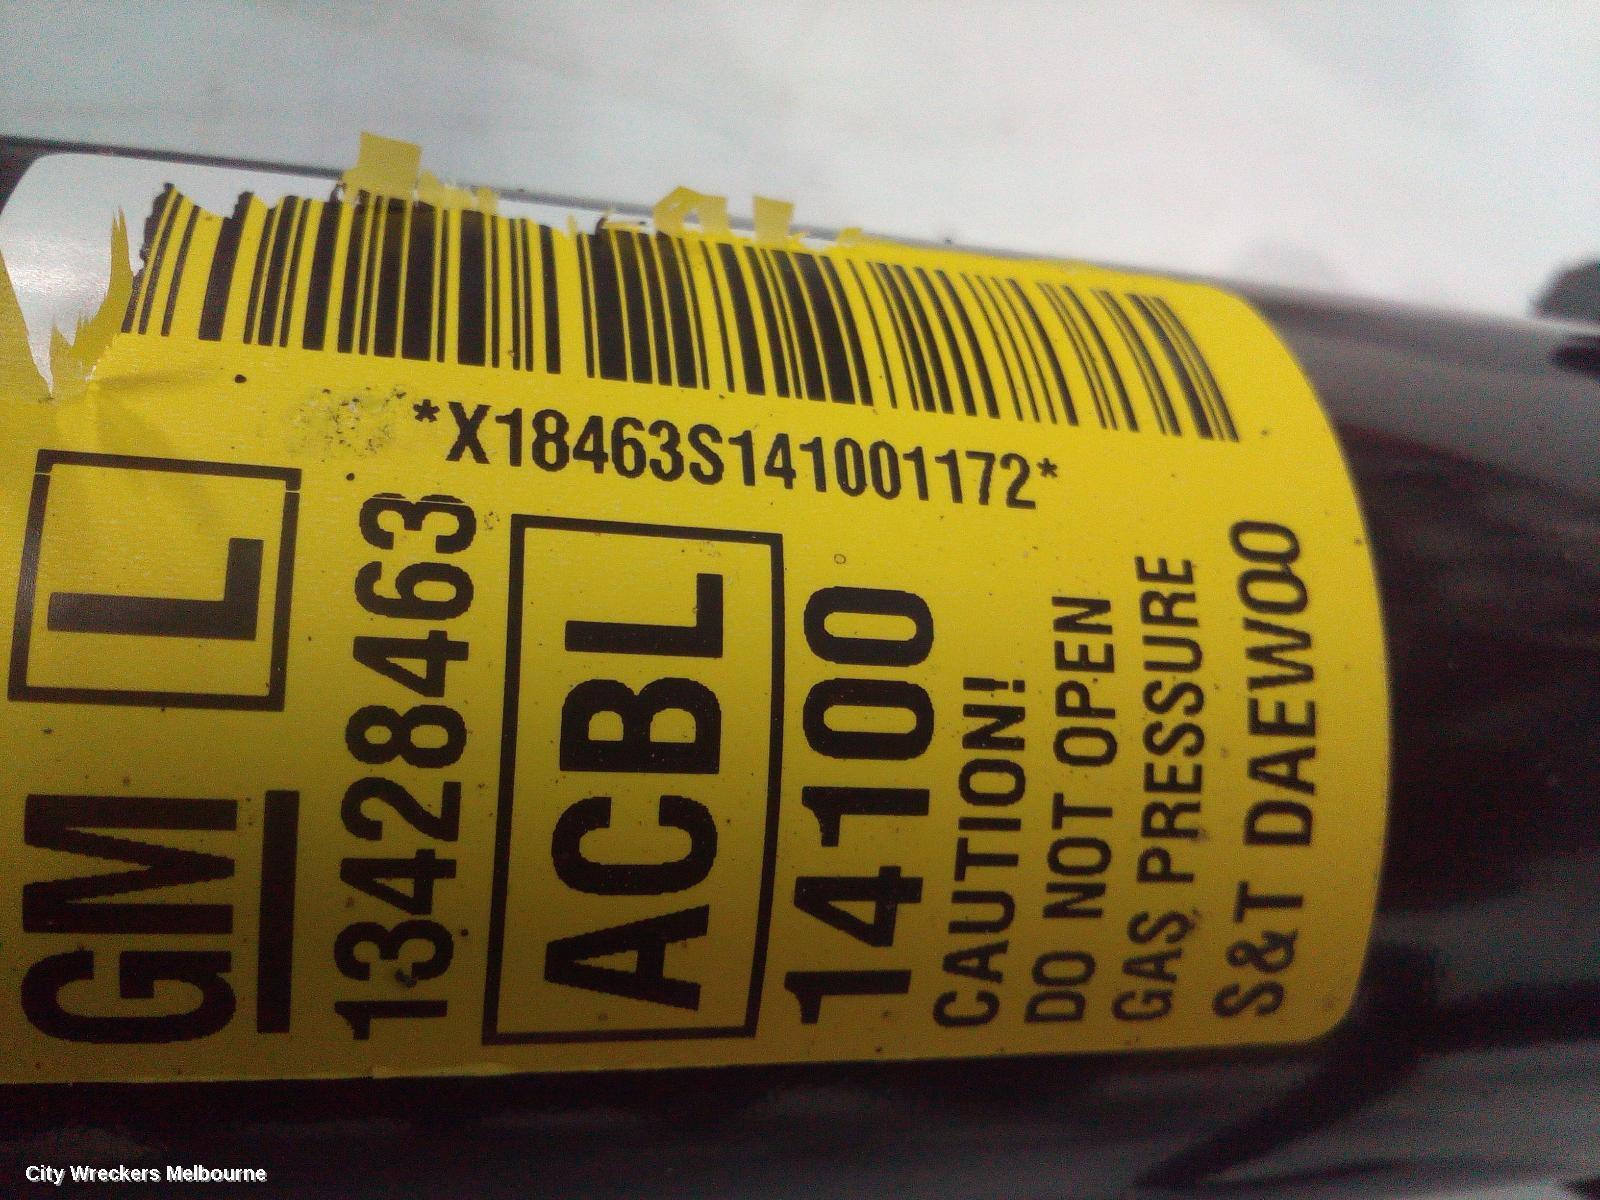 *X18463S141001172*
GM L
13428463
ACBL
14100
CAUTION!
DO NOT OPEN
GAS PRESSURE
S&T DAEWOO
City Wreckers Melbourne